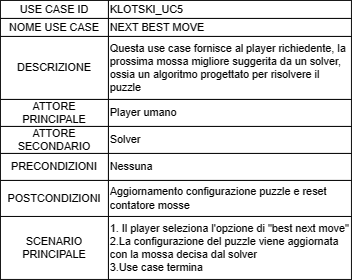 USE CASE ID
KLOTSKI_UC5
NOME USE CASE
NEXT BEST MOVE
DESCRIZIONE
Questa use case fornisce al player richiedente, la
prossima mossa migliore suggerita da un solver,
ossia un algoritmo progettato per risolvere il
puzzle
ATTORE
PRINCIPALE
Player umano
ATTORE
SECONDARIO
Solver
PRECONDIZIONI
Nessuna
POSTCONDIZIONI
Aggiornamento configurazione puzzle e reset
contatore mosse
SCENARIO
PRINCIPALE
1. Il player seleziona l'opzione di "best next move"
2.La configurazione del puzzle viene aggiornata
con la mossa decisa dal solver
3.Use case termina